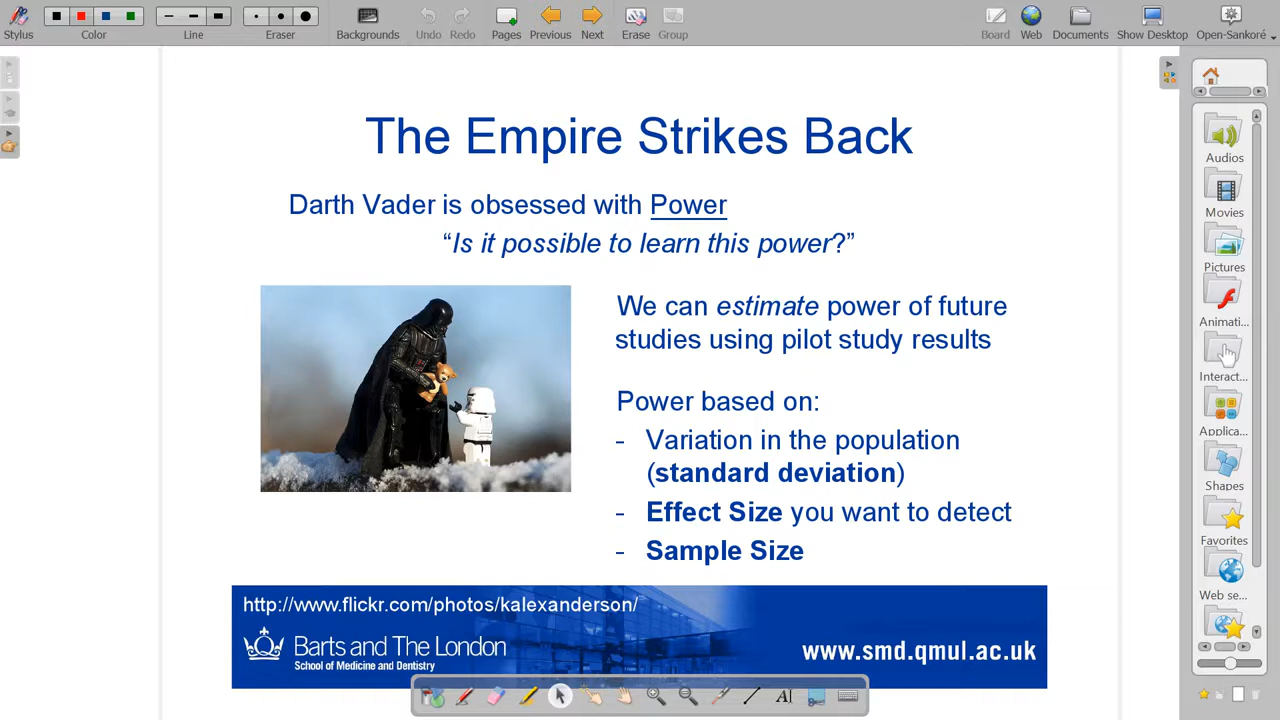 Stylus
Color
Line
Eraser
Backgrounds
Undo
Redo
Pages
Previous
Next
Erase
Group
Board
Web
Documents
Show Desktop
Open-Sankoré
The Empire Strikes Back
Darth Vader is obsessed with Power
“Is it possible to learn this power?”
We can estimate power of future
studies using pilot study results
Power based on:
- Variation in the population
(standard deviation)
- Effect Size you want to detect
- Sample Size
http://www.flickr.com/photos/kalexanderson/
Barts and The London
School of Medicine and Dentistry
www.smd.qmul.ac.uk
Audios
Movies
Pictures
Animati...
Interact...
Applica...
Shapes
Favorites
Web se...